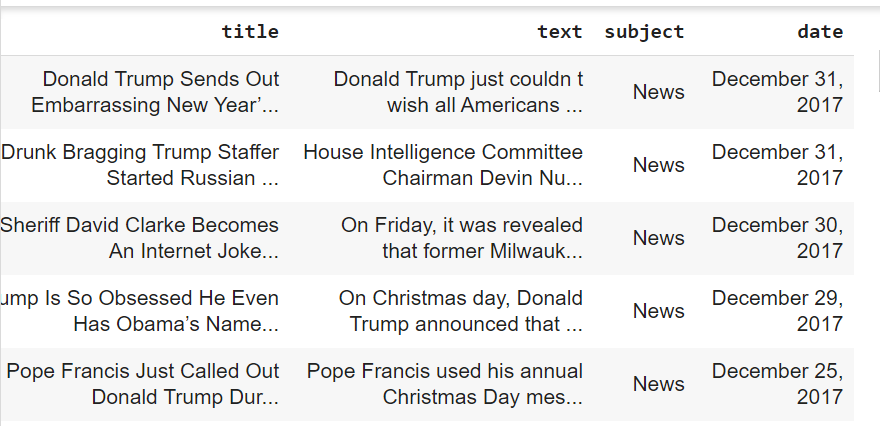 title text subject date
Donald Trump Sends Out Donald Trump just couldn t News December 31,
Embarrassing New Year’... wish all Americans ... 2017
Drunk Bragging Trump Staffer House Intelligence Committee News December 31,
Started Russian ... Chairman Devin Nu... 2017
Sheriff David Clarke Becomes On Friday, it was revealed News December 30,
An Internet Joke... that former Milwauk... 2017
ump Is So Obsessed He Even On Christmas day, Donald News December 29,
Has Obama’s Name... Trump announced that ... 2017
Pope Francis Just Called Out Pope Francis used his annual News December 25,
Donald Trump Dur... Christmas Day mes... 2017